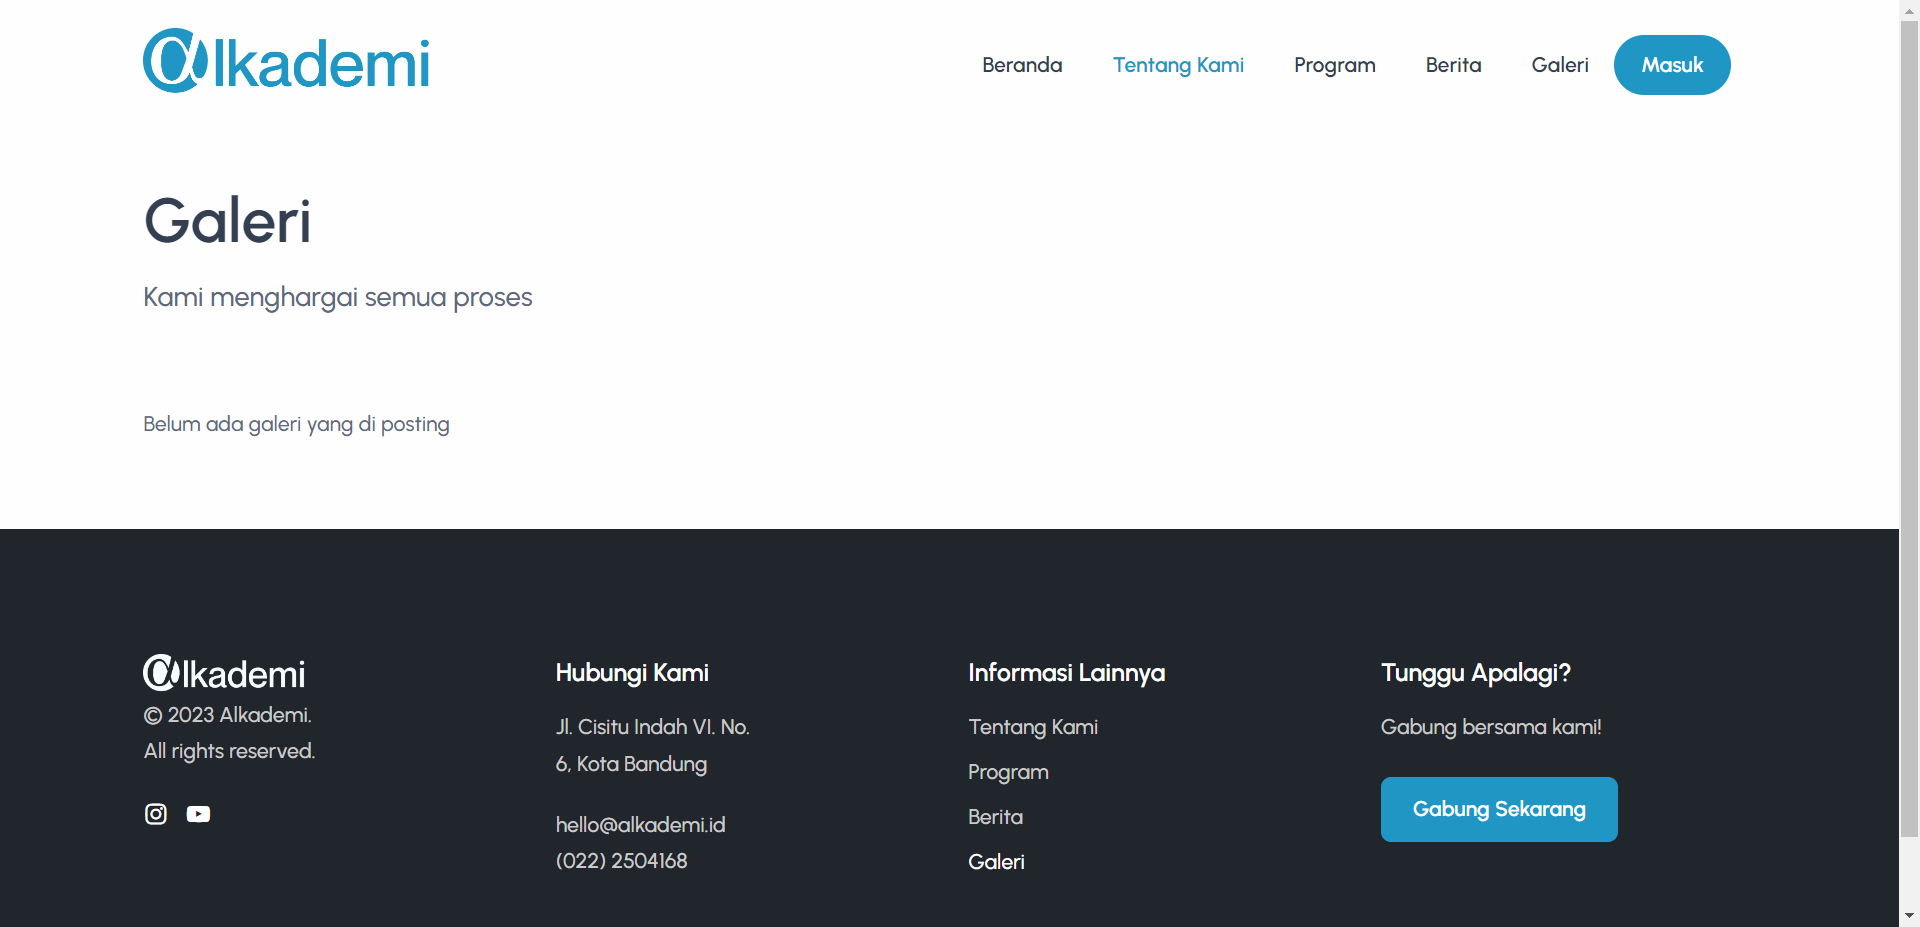 @lkademi
Beranda Tentang Kami Program Berita Galeri Masuk
Galeri
Kami menghargai semua proses
Belum ada galeri yang di posting
@lkademi
© 2023 Alkademi.
All rights reserved.
Hubungi Kami
Jl. Cisitu Indah VI. No.
6, Kota Bandung
hello@alkademi.id
(022) 2504168
Informasi Lainnya
Tentang Kami
Program
Berita
Galeri
Tunggu Apalagi?
Gabung bersama kami!
Gabung Sekarang